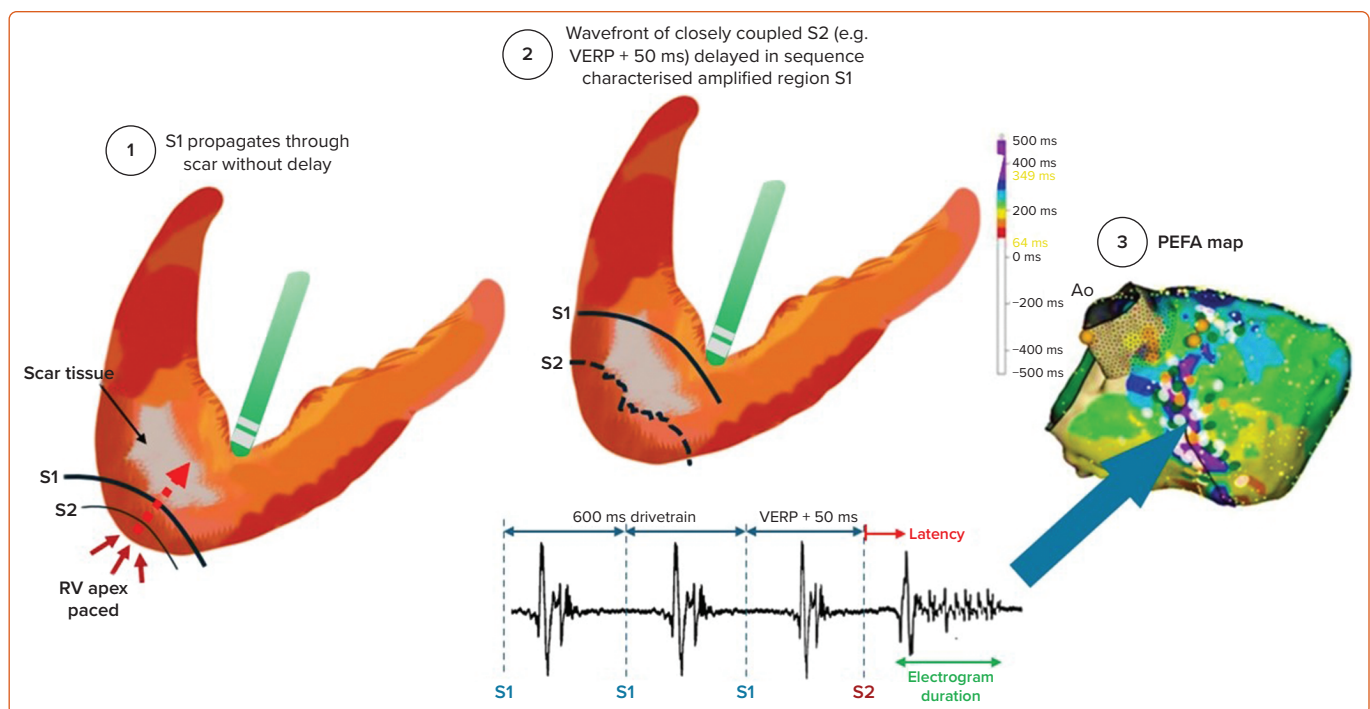 1
S1 propagates through
scar without delay
Scar tissue
S1
S2
RV apex
paced
2
Wavefront of closely coupled S2 (e.g.
VERP + 50 ms) delayed in sequence
characterised amplified region S1
S1
S2
500 ms
400 ms
349 ms
200 ms
64 ms
0 ms
−200 ms
−400 ms
−500 ms
3
PEFA map
Ao
600 ms drivetrain
VERP + 50 ms
Latency
S1
S1
S1
S2
Electrogram
duration